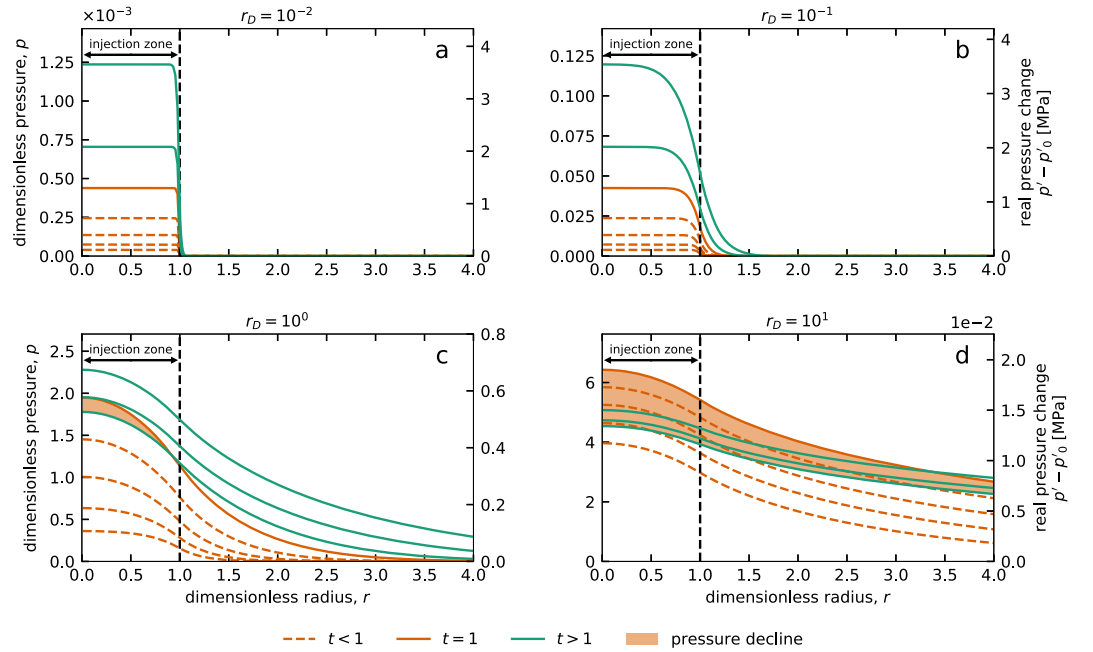 ×10⁻³
r_D = 10⁻²
r_D = 10⁻¹
injection zone
a
injection zone
b
dimensionless pressure, p
1.25
1.00
0.75
0.50
0.25
0.00
4
3
2
1
0
0.125
0.100
0.075
0.050
0.025
0.000
4
3
2
1
0
real pressure change
p′ − p′₀ [MPa]
0.0 0.5 1.0 1.5 2.0 2.5 3.0 3.5 4.0
0.0 0.5 1.0 1.5 2.0 2.5 3.0 3.5 4.0
r_D = 10⁰
r_D = 10¹
1e−2
injection zone
c
injection zone
d
dimensionless pressure, p
2.5
2.0
1.5
1.0
0.5
0.0
0.8
0.6
0.4
0.2
0.0
6
4
2
0
2.0
1.5
1.0
0.5
0.0
real pressure change
p′ − p′₀ [MPa]
0.0 0.5 1.0 1.5 2.0 2.5 3.0 3.5 4.0
0.0 0.5 1.0 1.5 2.0 2.5 3.0 3.5 4.0
dimensionless radius, r
dimensionless radius, r
t < 1 t = 1 t > 1 pressure decline